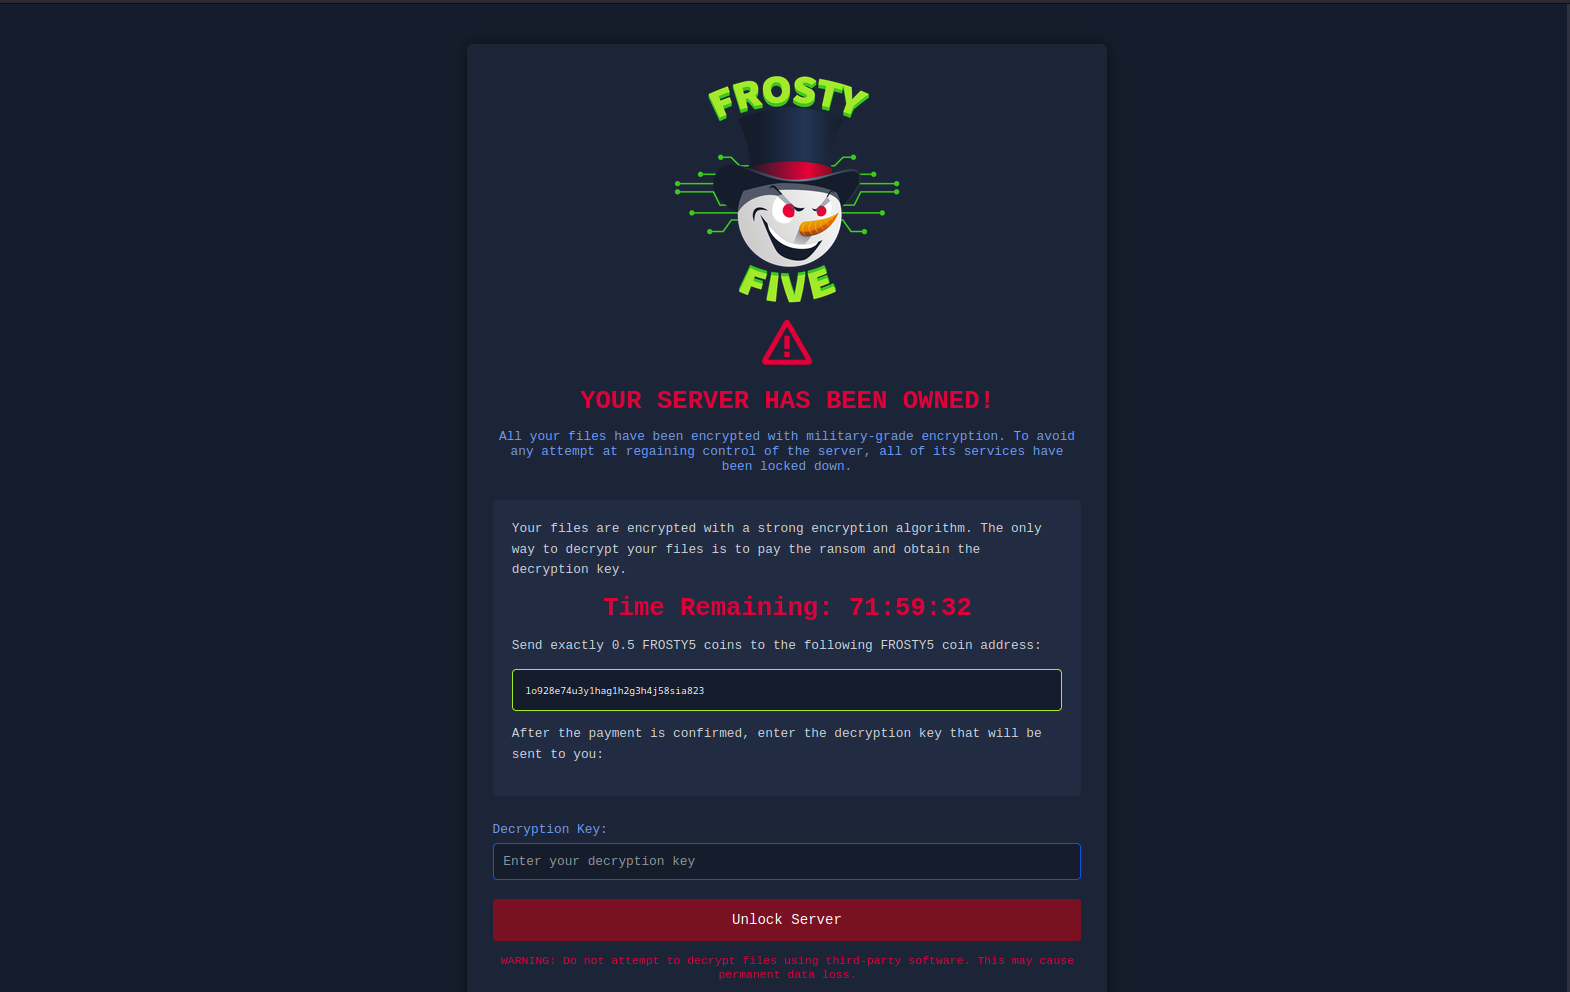 FROSTY
FIVE
YOUR SERVER HAS BEEN OWNED!
All your files have been encrypted with military-grade encryption. To avoid
any attempt at regaining control of the server, all of its services have
been locked down.
Your files are encrypted with a strong encryption algorithm. The only
way to decrypt your files is to pay the ransom and obtain the
decryption key.
Time Remaining: 71:59:32
Send exactly 0.5 FROSTY5 coins to the following FROSTY5 coin address:
1o928e74u3y1hag1h2g3h4j58sia823
After the payment is confirmed, enter the decryption key that will be
sent to you:
Decryption Key:
Enter your decryption key
Unlock Server
WARNING: Do not attempt to decrypt files using third-party software. This may cause
permanent data loss.